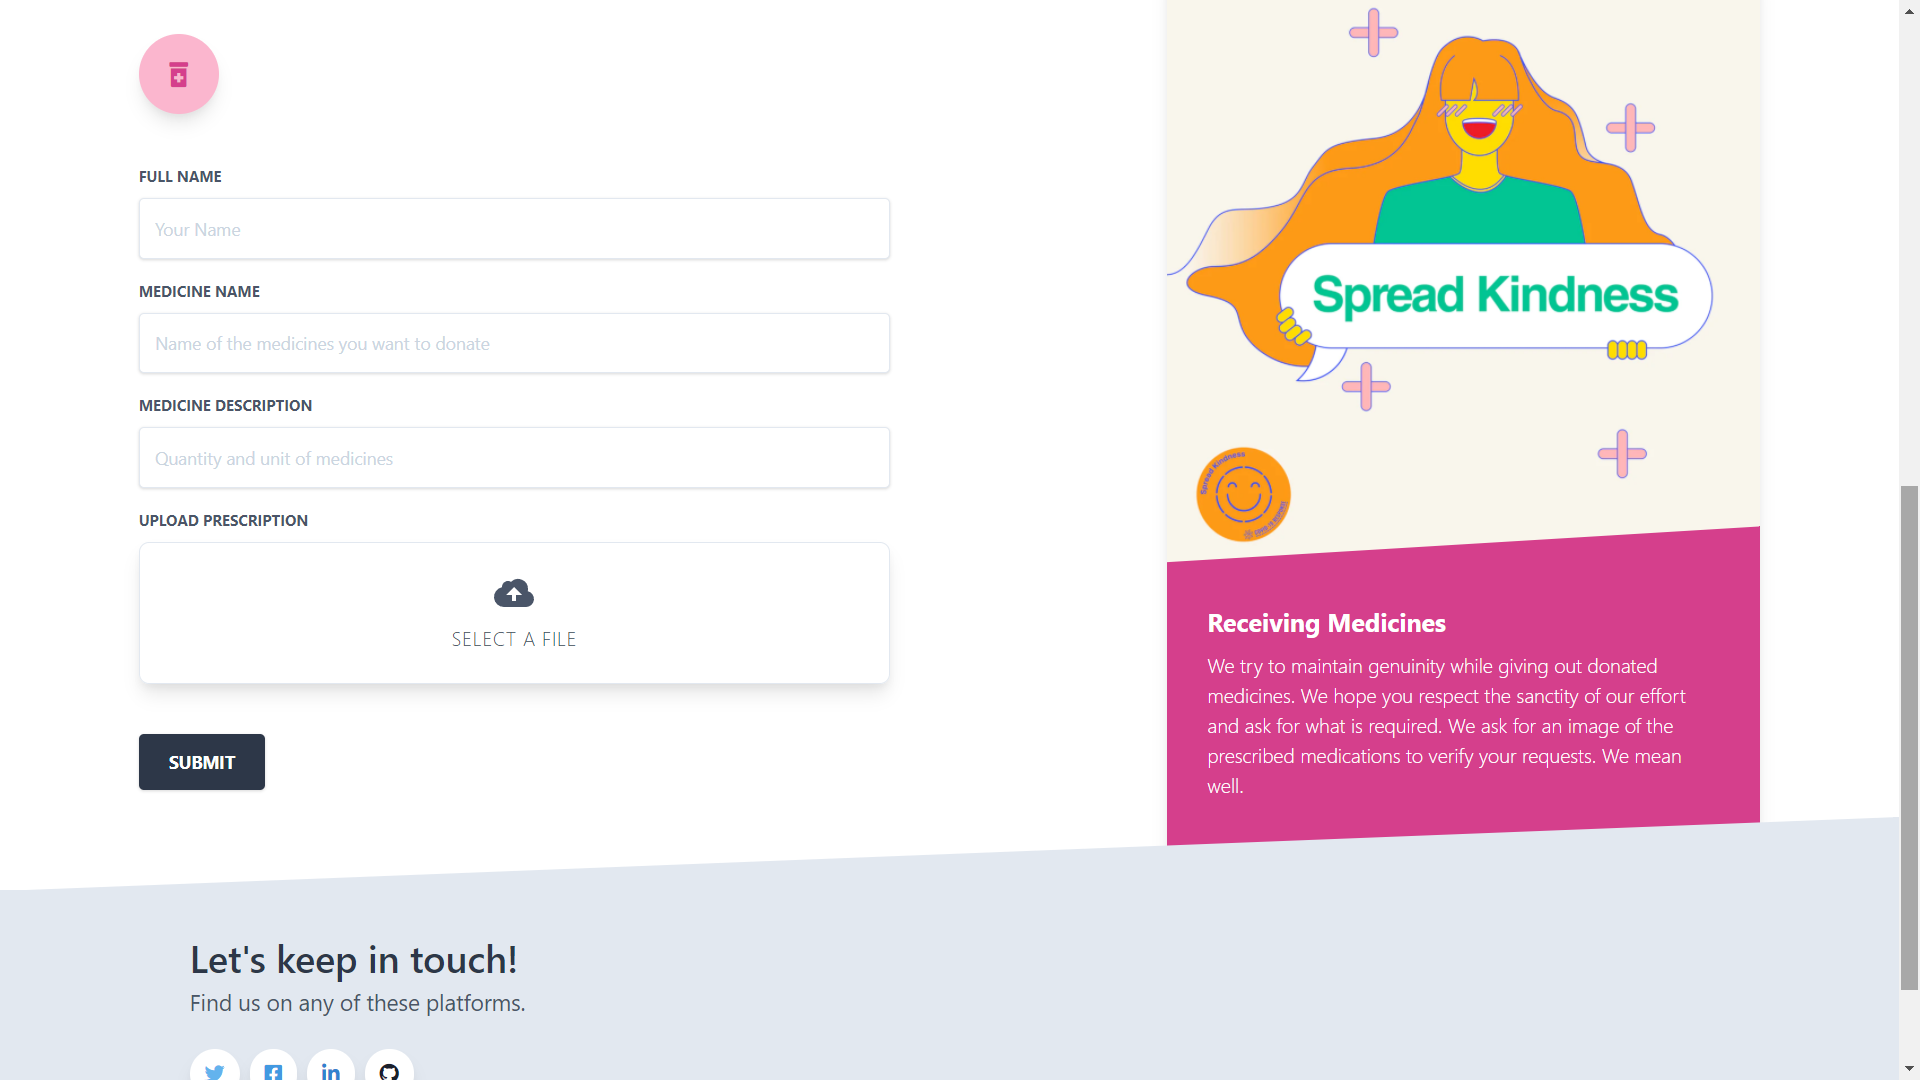 FULL NAME
Your Name
MEDICINE NAME
Name of the medicines you want to donate
MEDICINE DESCRIPTION
Quantity and unit of medicines
UPLOAD PRESCRIPTION
SELECT A FILE
SUBMIT
Spread Kindness
Spread Kindness
Receiving Medicines
We try to maintain genuinity while giving out donated
medicines. We hope you respect the sanctity of our effort
and ask for what is required. We ask for an image of the
prescribed medications to verify your requests. We mean
well.
Let's keep in touch!
Find us on any of these platforms.
in